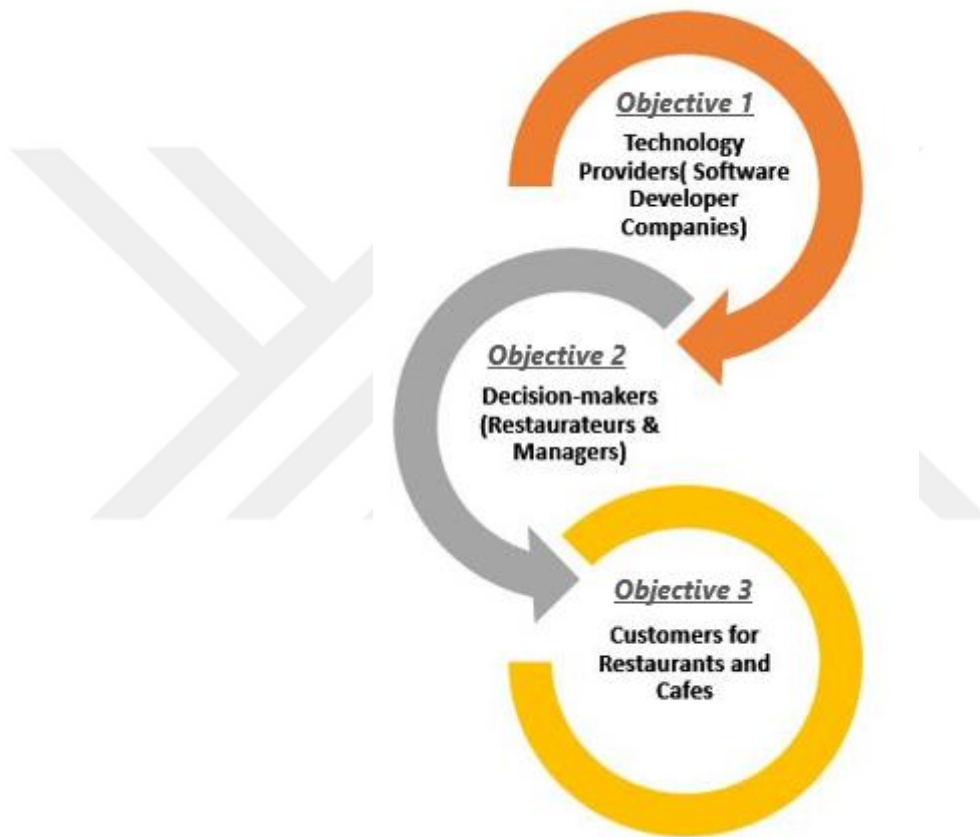 Objective 1
Technology
Providers( Software
Developer
Companies)
Objective 2
Decision-makers
(Restaurateurs &
Managers)
Objective 3
Customers for
Restaurants and
Cafes